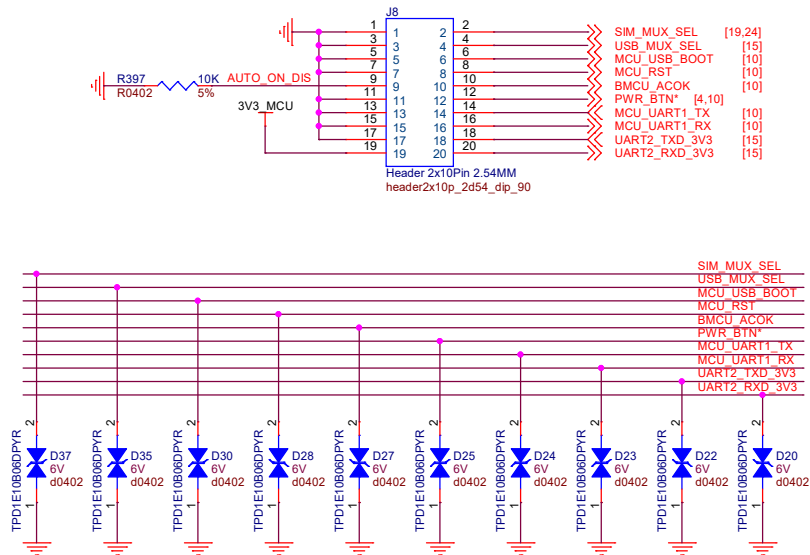 J8
1 1 2 2 SIM_MUX_SEL [19,24]
3 3 4 4 USB_MUX_SEL [15]
5 5 6 6 MCU_USB_BOOT [10]
7 7 8 8 MCU_RST [10]
R397 10K AUTO_ON_DIS 9 9 10 10 BMCU_ACOK [10]
R0402 5% 11 11 12 12 PWR_BTN* [4,10]
3V3_MCU 13 13 14 14 MCU_UART1_TX [10]
15 15 16 16 MCU_UART1_RX [10]
17 17 18 18 UART2_TXD_3V3 [15]
19 19 20 20 UART2_RXD_3V3 [15]
Header 2x10Pin 2.54MM
header2x10p_2d54_dip_90
SIM_MUX_SEL
USB_MUX_SEL
MCU_USB_BOOT
MCU_RST
BMCU_ACOK
PWR_BTN*
MCU_UART1_TX
MCU_UART1_RX
UART2_TXD_3V3
UART2_RXD_3V3
2 2 2 2 2 2 2 2 2 2
TPD1E10B06DPYR D37 TPD1E10B06DPYR D35 TPD1E10B06DPYR D30 TPD1E10B06DPYR D28 TPD1E10B06DPYR D27 TPD1E10B06DPYR D25 TPD1E10B06DPYR D24 TPD1E10B06DPYR D23 TPD1E10B06DPYR D22 TPD1E10B06DPYR D20
6V 6V 6V 6V 6V 6V 6V 6V 6V 6V
d0402 d0402 d0402 d0402 d0402 d0402 d0402 d0402 d0402 d0402
1 1 1 1 1 1 1 1 1 1